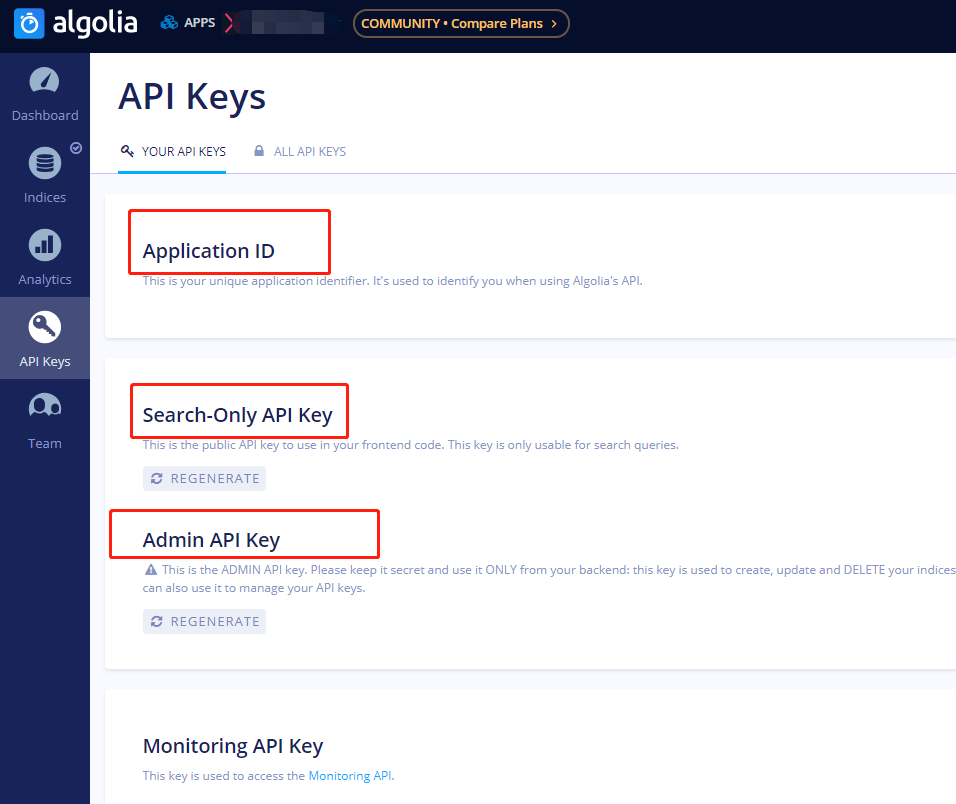 algolia
APPS
COMMUNITY • Compare Plans >
Dashboard
Indices
Analytics
API Keys
Team
API Keys
YOUR API KEYS
ALL API KEYS
Application ID
This is your unique application identifier. It's used to identify you when using Algolia's API.
Search-Only API Key
This is the public API key to use in your frontend code. This key is only usable for search queries.
REGENERATE
Admin API Key
This is the ADMIN API key. Please keep it secret and use it ONLY from your backend: this key is used to create, update and DELETE your indices
can also use it to manage your API keys.
REGENERATE
Monitoring API Key
This key is used to access the Monitoring API.